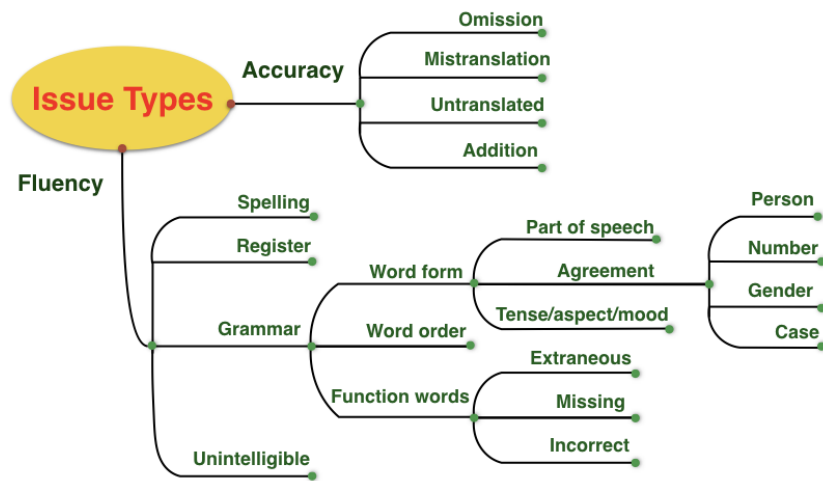 Issue Types
Accuracy
Omission
Mistranslation
Untranslated
Addition
Fluency
Spelling
Register
Grammar
Word form
Part of speech
Agreement
Person
Number
Gender
Case
Tense/aspect/mood
Word order
Function words
Extraneous
Missing
Incorrect
Unintelligible